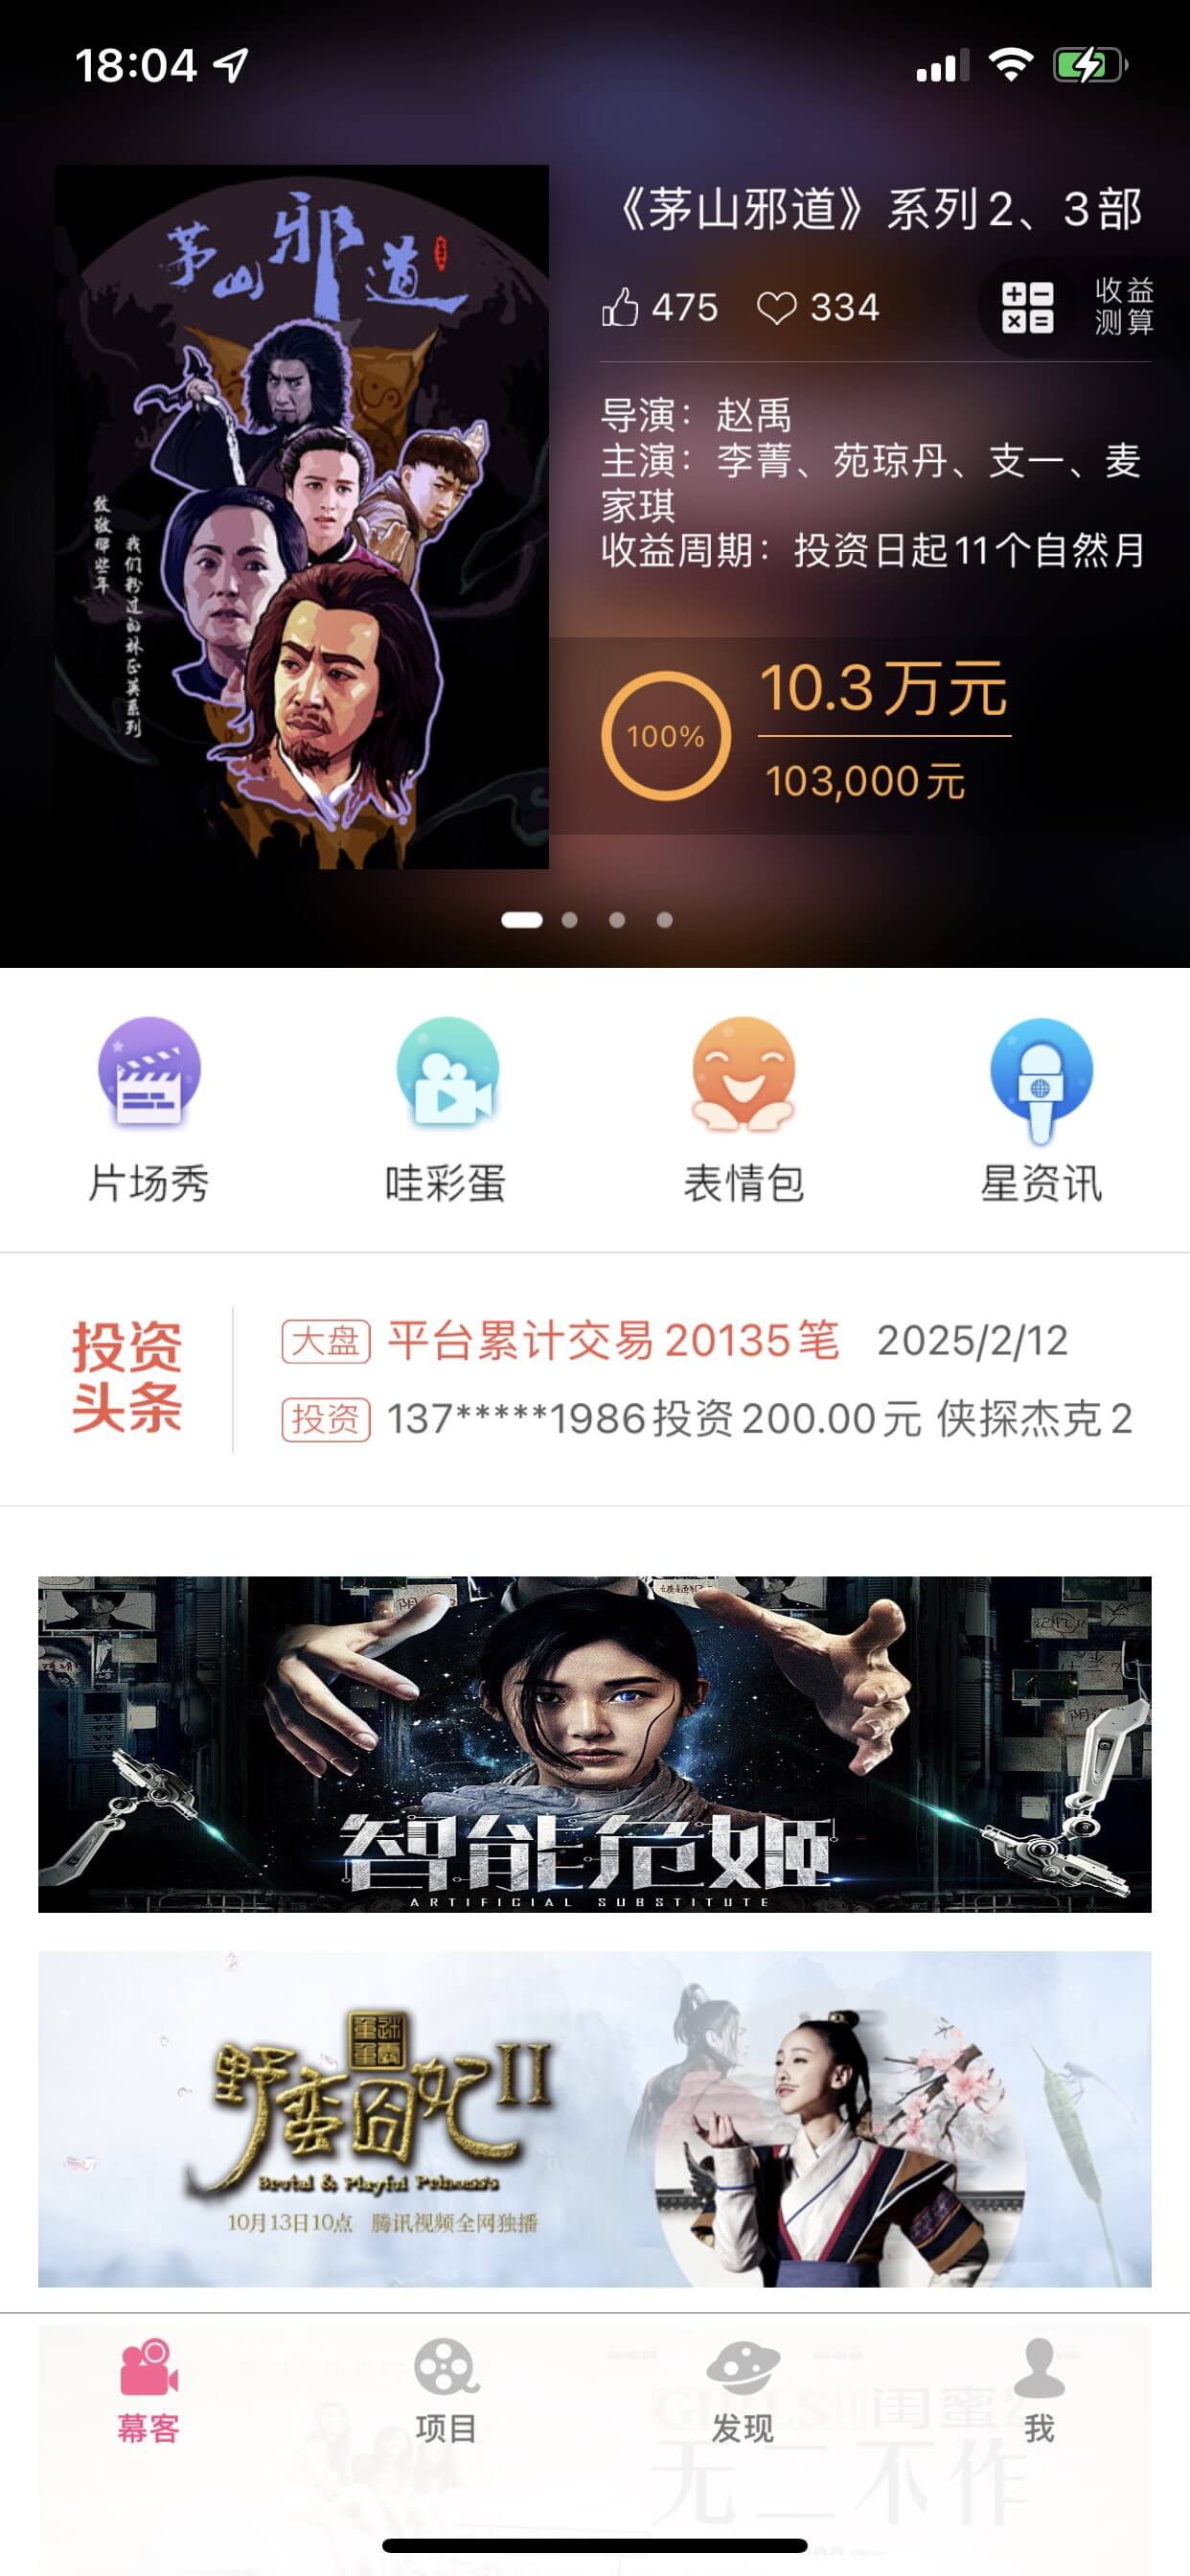 18:04
茅山邪道
致敬那些年
我们追过的林正英系列
《茅山邪道》系列2、3部
475
334
收益
测算
导演：赵禹
主演：李菁、苑琼丹、支一、麦
家琪
收益周期：投资日起11个自然月
100%
10.3万元
103,000元
片场秀
哇彩蛋
表情包
星资讯
投资
头条
大盘
平台累计交易20135笔
2025/2/12
投资
137*****1986投资200.00元 侠探杰克2
智能危姬
ARTIFICIAL SUBSTITUTE
野蛮囧妃II
Brutal & Playful Princess's
10月13日10点 腾讯视频全网独播
闺蜜2
无二不作
幕客
项目
发现
我